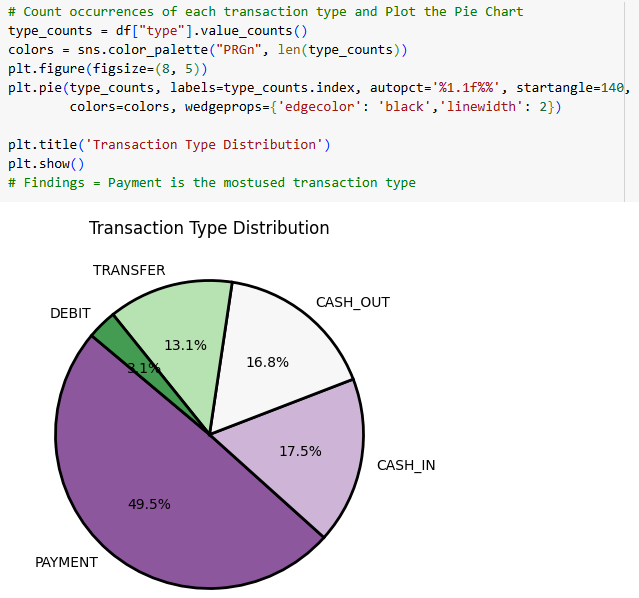 # Count occurrences of each transaction type and Plot the Pie Chart
type_counts = df["type"].value_counts()
colors = sns.color_palette("PRGn", len(type_counts))
plt.figure(figsize=(8, 5))
plt.pie(type_counts, labels=type_counts.index, autopct='%1.1f%%', startangle=140,
        colors=colors, wedgeprops={'edgecolor': 'black','linewidth': 2})

plt.title('Transaction Type Distribution')
plt.show()
# Findings = Payment is the mostused transaction type
Transaction Type Distribution
TRANSFER
CASH_OUT
DEBIT
13.1%
16.8%
3.1%
17.5%
CASH_IN
49.5%
PAYMENT